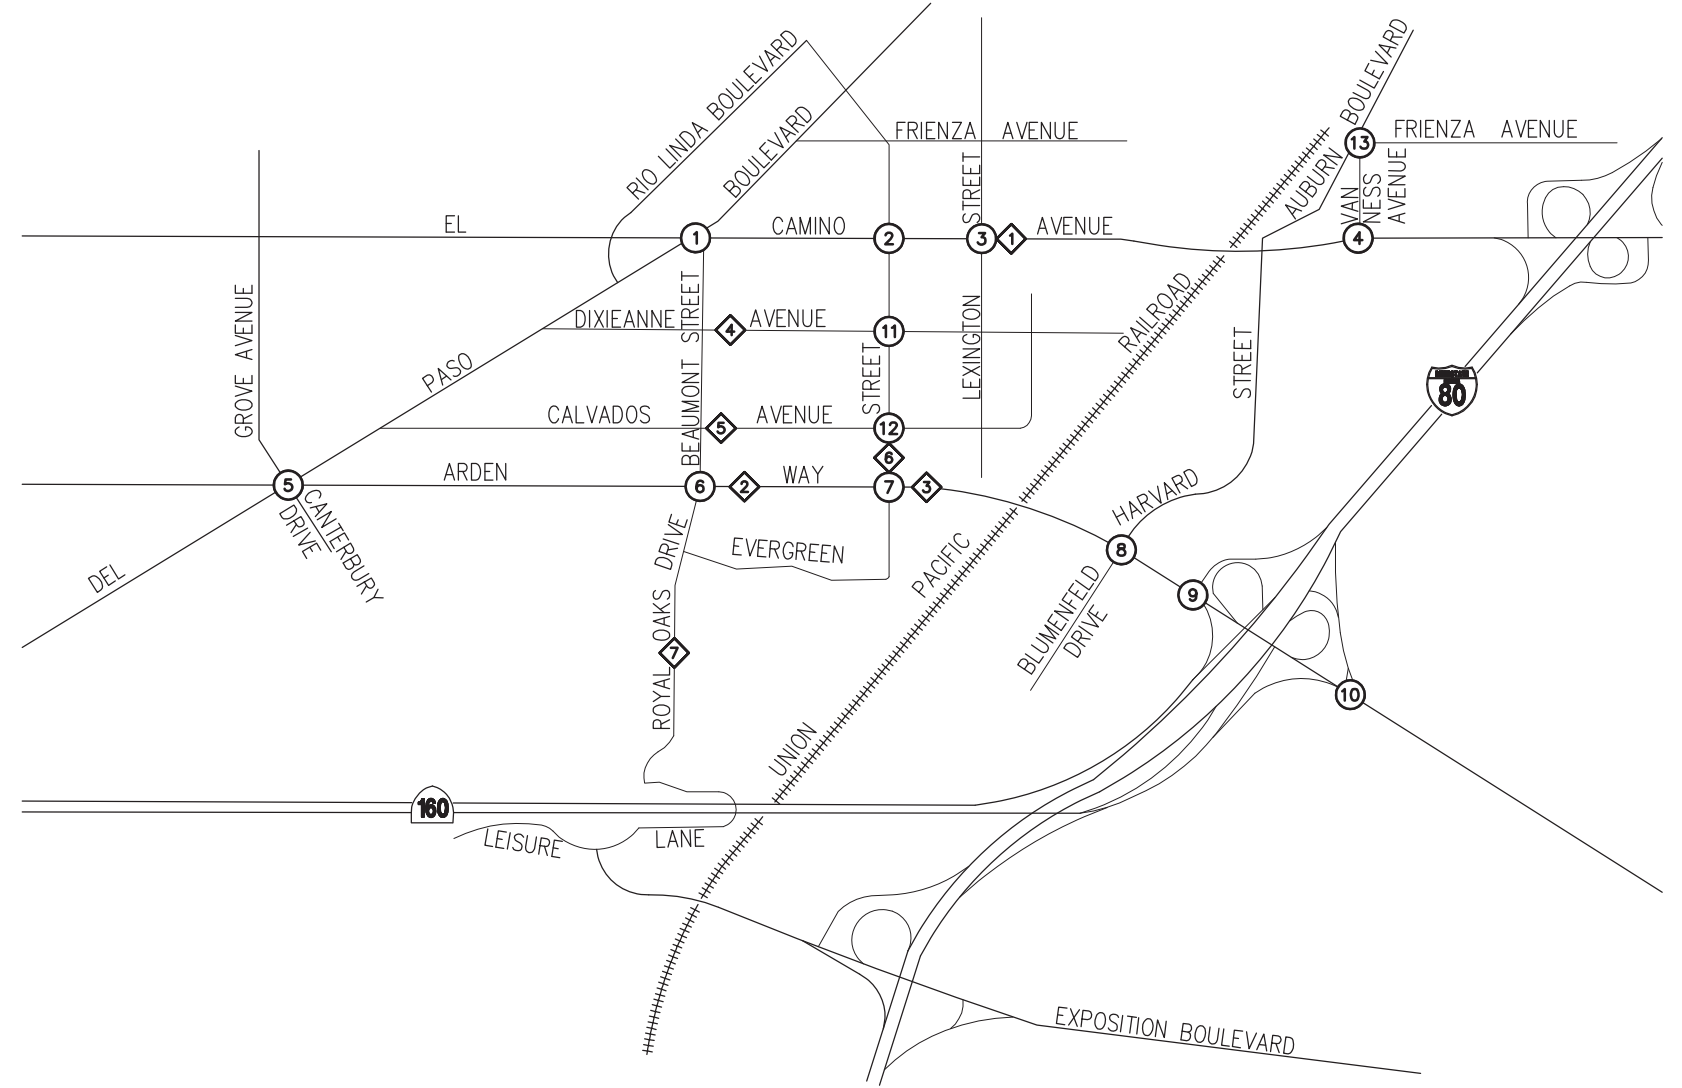 RIO LINDA BOULEVARD
BOULEVARD
BOULEVARD
FRIENZA AVENUE
13
FRIENZA AVENUE
STREET
AUBURN
VAN
NESS
AVENUE
EL
1
CAMINO
2
3
1
AVENUE
4
GROVE AVENUE
DIXIEANNE
STREET
4
AVENUE
11
LEXINGTON
RAILROAD
STREET
80
PASO
STREET
CALVADOS
BEAUMONT
5
AVENUE
12
6
5
ARDEN
6
2
WAY
7
3
CANTERBURY
DRIVE
DRIVE
EVERGREEN
HARVARD
8
DEL
PACIFIC
BLUMENFELD
DRIVE
9
OAKS
7
ROYAL
10
UNION
160
LEISURE
LANE
EXPOSITION BOULEVARD